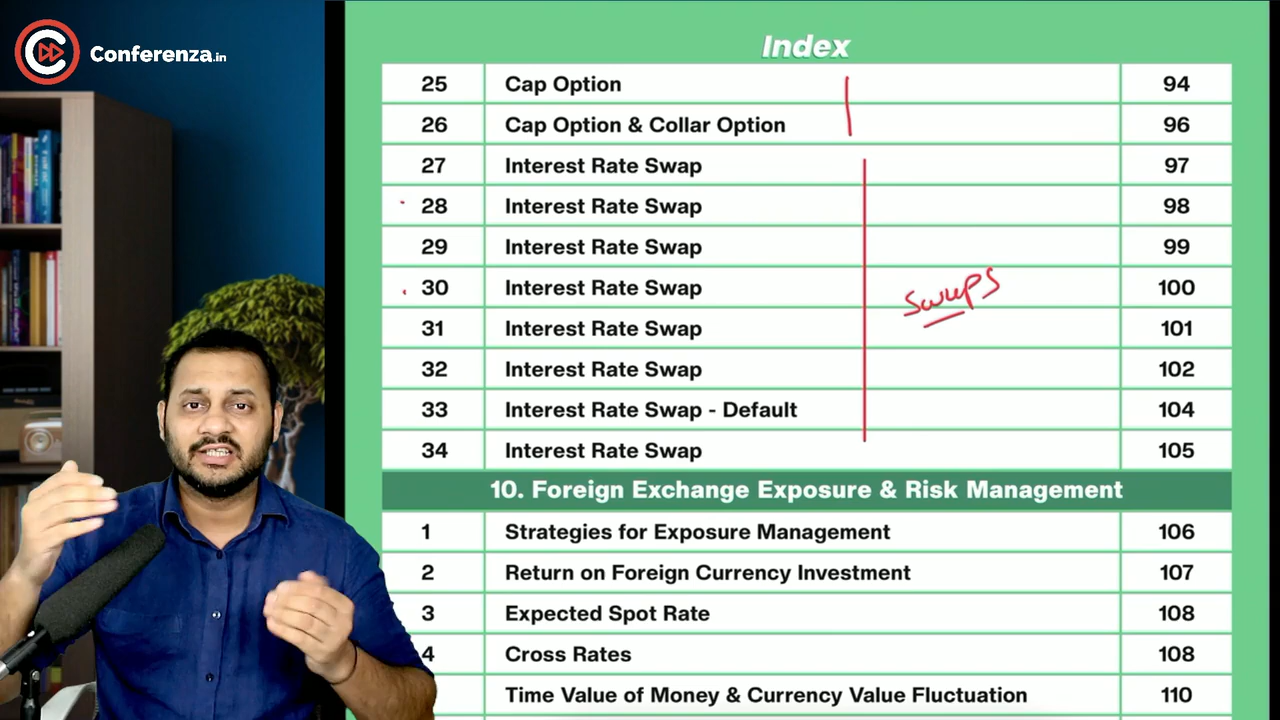 Conferenza.in
Index
25 Cap Option 94
26 Cap Option & Collar Option 96
27 Interest Rate Swap 97
28 Interest Rate Swap 98
29 Interest Rate Swap 99
30 Interest Rate Swap 100
swaps
31 Interest Rate Swap 101
32 Interest Rate Swap 102
33 Interest Rate Swap - Default 104
34 Interest Rate Swap 105
10. Foreign Exchange Exposure & Risk Management
1 Strategies for Exposure Management 106
2 Return on Foreign Currency Investment 107
3 Expected Spot Rate 108
4 Cross Rates 108
Time Value of Money & Currency Value Fluctuation 110